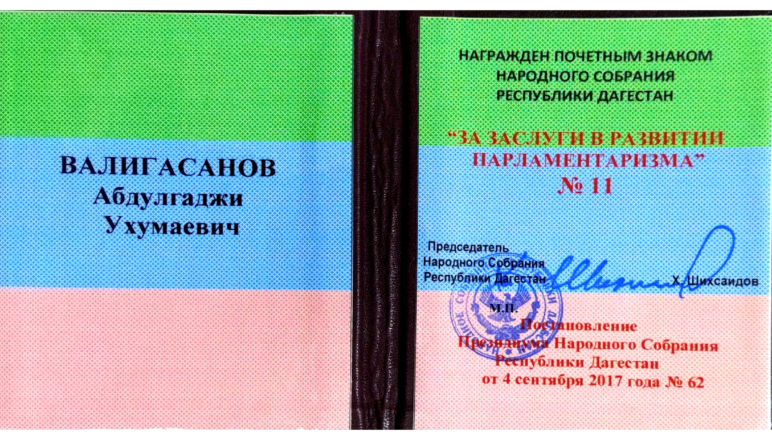 ВАЛИГАСАНОВ
Абдулгаджи
Ухумаевич
НАГРАЖДЕН ПОЧЕТНЫМ ЗНАКОМ
НАРОДНОГО СОБРАНИЯ
РЕСПУБЛИКИ ДАГЕСТАН
“ЗА ЗАСЛУГИ В РАЗВИТИИ
ПАРЛАМЕНТАРИЗМА”
№ 11
Председатель
Народного Собрания
Республики Дагестан
Х. Шихсаидов
М.П.
Постановление
Президиума Народного Собрания
Республики Дагестан
от 4 сентября 2017 года № 62